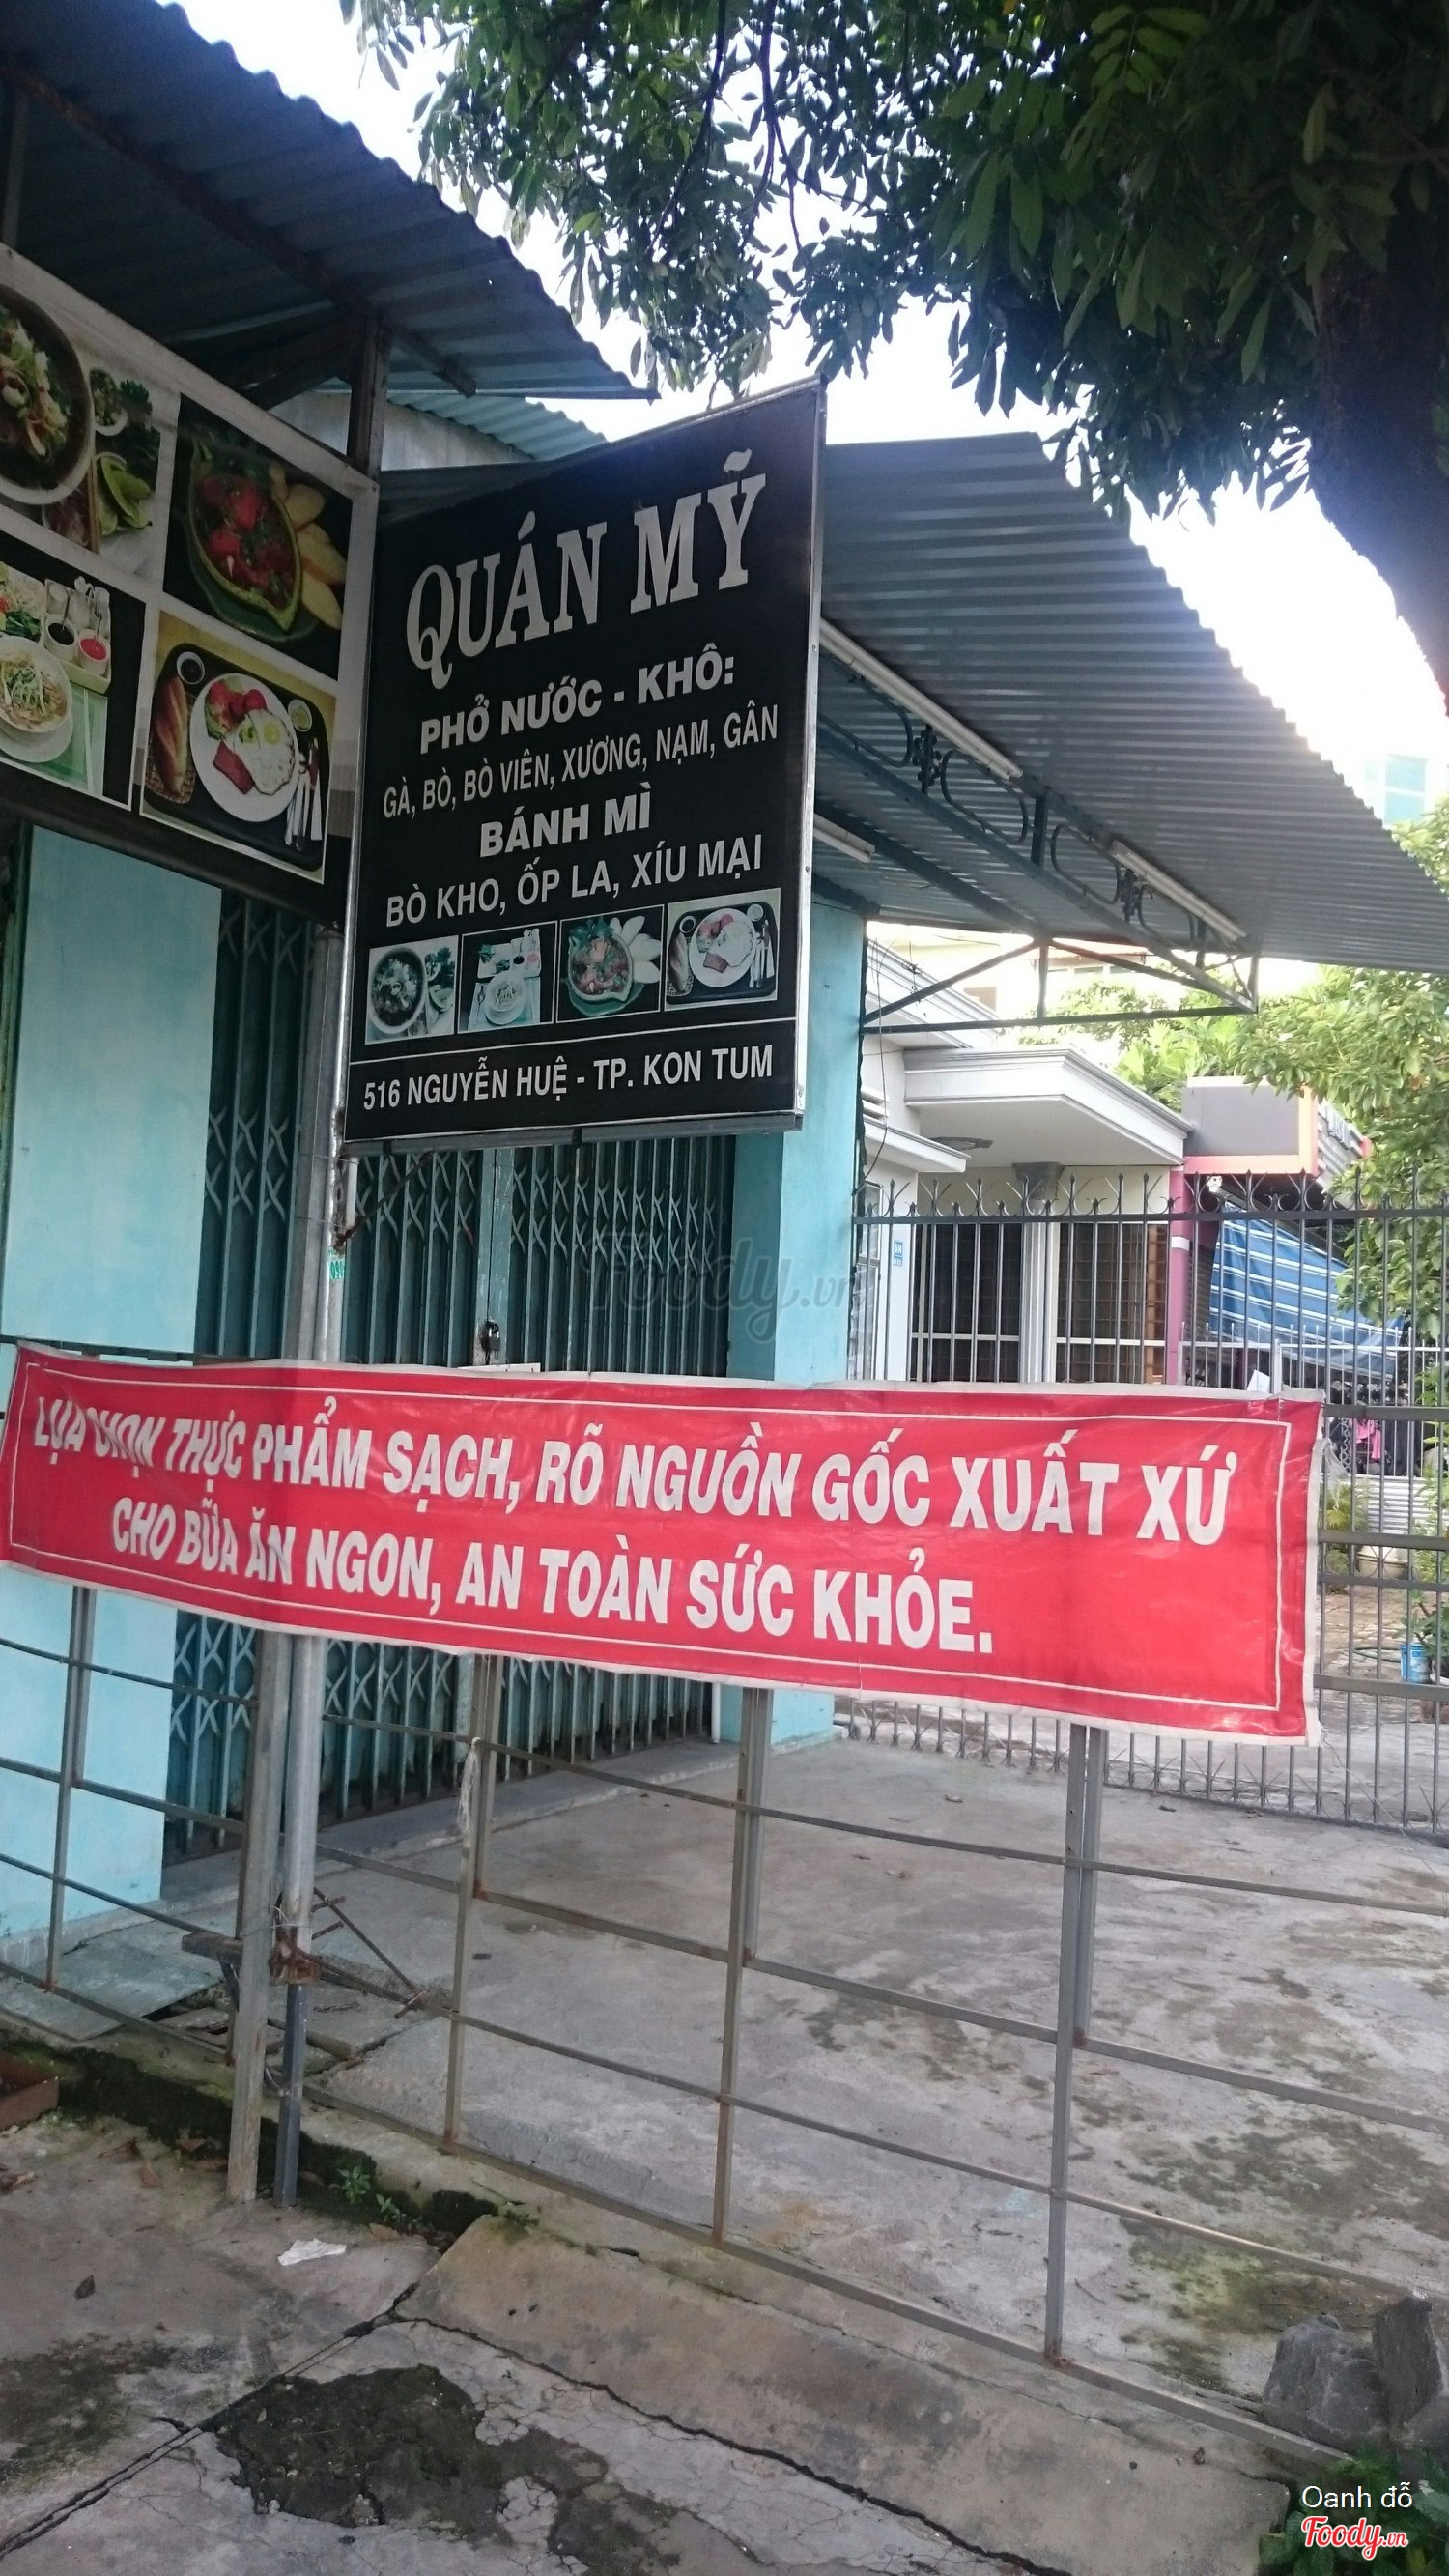 QUÁN MỸ
PHỞ NƯỚC - KHÔ:
GÀ, BÒ, BÒ VIÊN, XƯƠNG, NẠM, GÂN
BÁNH MÌ
BÒ KHO, ỐP LA, XÍU MẠI
516 NGUYỄN HUỆ - TP. KON TUM
Foody.vn
LỰA CHỌN THỰC PHẨM SẠCH, RÕ NGUỒN GỐC XUẤT XỨ
CHO BỮA ĂN NGON, AN TOÀN SỨC KHỎE.
Oanh đỗ
Foody.vn